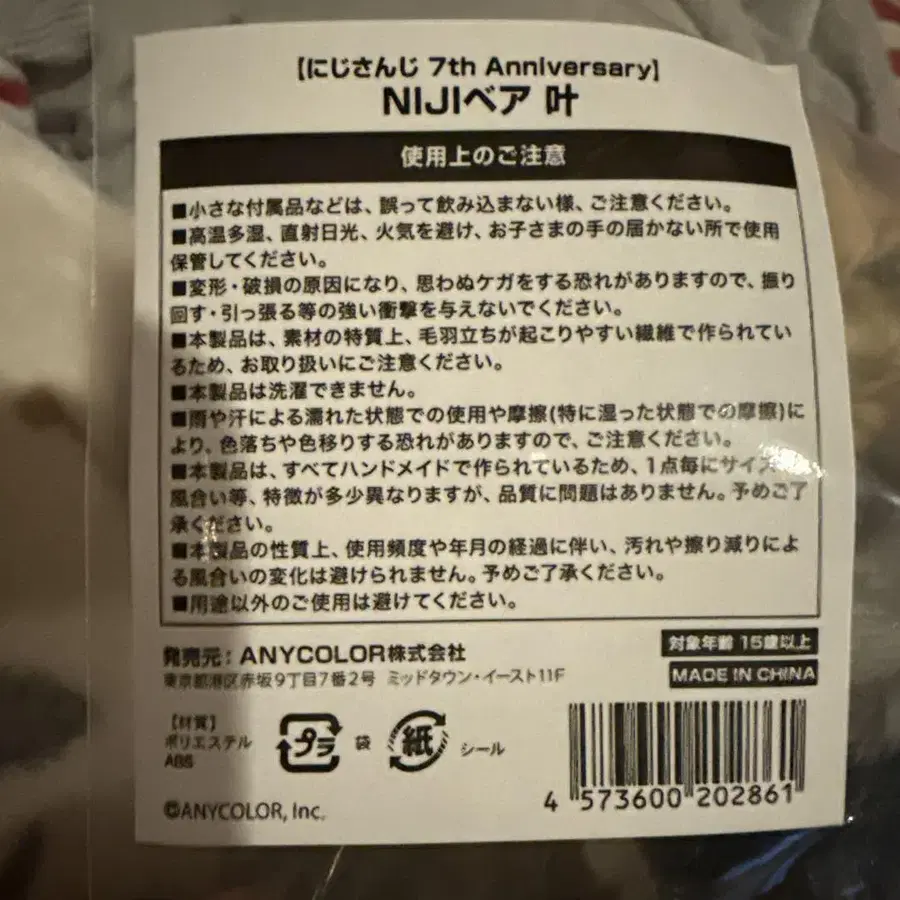 【にじさんじ 7th Anniversary】
NIJIベア 叶
使用上のご注意
■小さな付属品などは、誤って飲み込まない様、ご注意ください。
■高温多湿、直射日光、火気を避け、お子さまの手の届かない所で使用
保管してください。
■変形・破損の原因になり、思わぬケガをする恐れがありますので、振り
回す・引っ張る等の強い衝撃を与えないでください。
■本製品は、素材の特質上、毛羽立ちが起こりやすい繊維で作られてい
るため、お取り扱いにご注意ください。
■本製品は洗濯できません。
■雨や汗による濡れた状態での使用や摩擦(特に湿った状態での摩擦)に
より、色落ちや色移りする恐れがありますので、ご注意ください。
■本製品は、すべてハンドメイドで作られているため、1点毎にサイズ
風合い等、特徴が多少異なりますが、品質に問題はありません。予めご了
承ください。
■本製品の性質上、使用頻度や年月の経過に伴い、汚れや擦り減りによ
る風合いの変化は避けられません。予めご了承ください。
■用途以外のご使用は避けてください。
発売元：ANYCOLOR株式会社
東京都港区赤坂9丁目7番2号 ミッドタウン・イースト11F
対象年齢 15歳以上
MADE IN CHINA
【材質】
ポリエステル
ABS
プラ 袋
紙 シール
4 573600 202861
©ANYCOLOR, Inc.